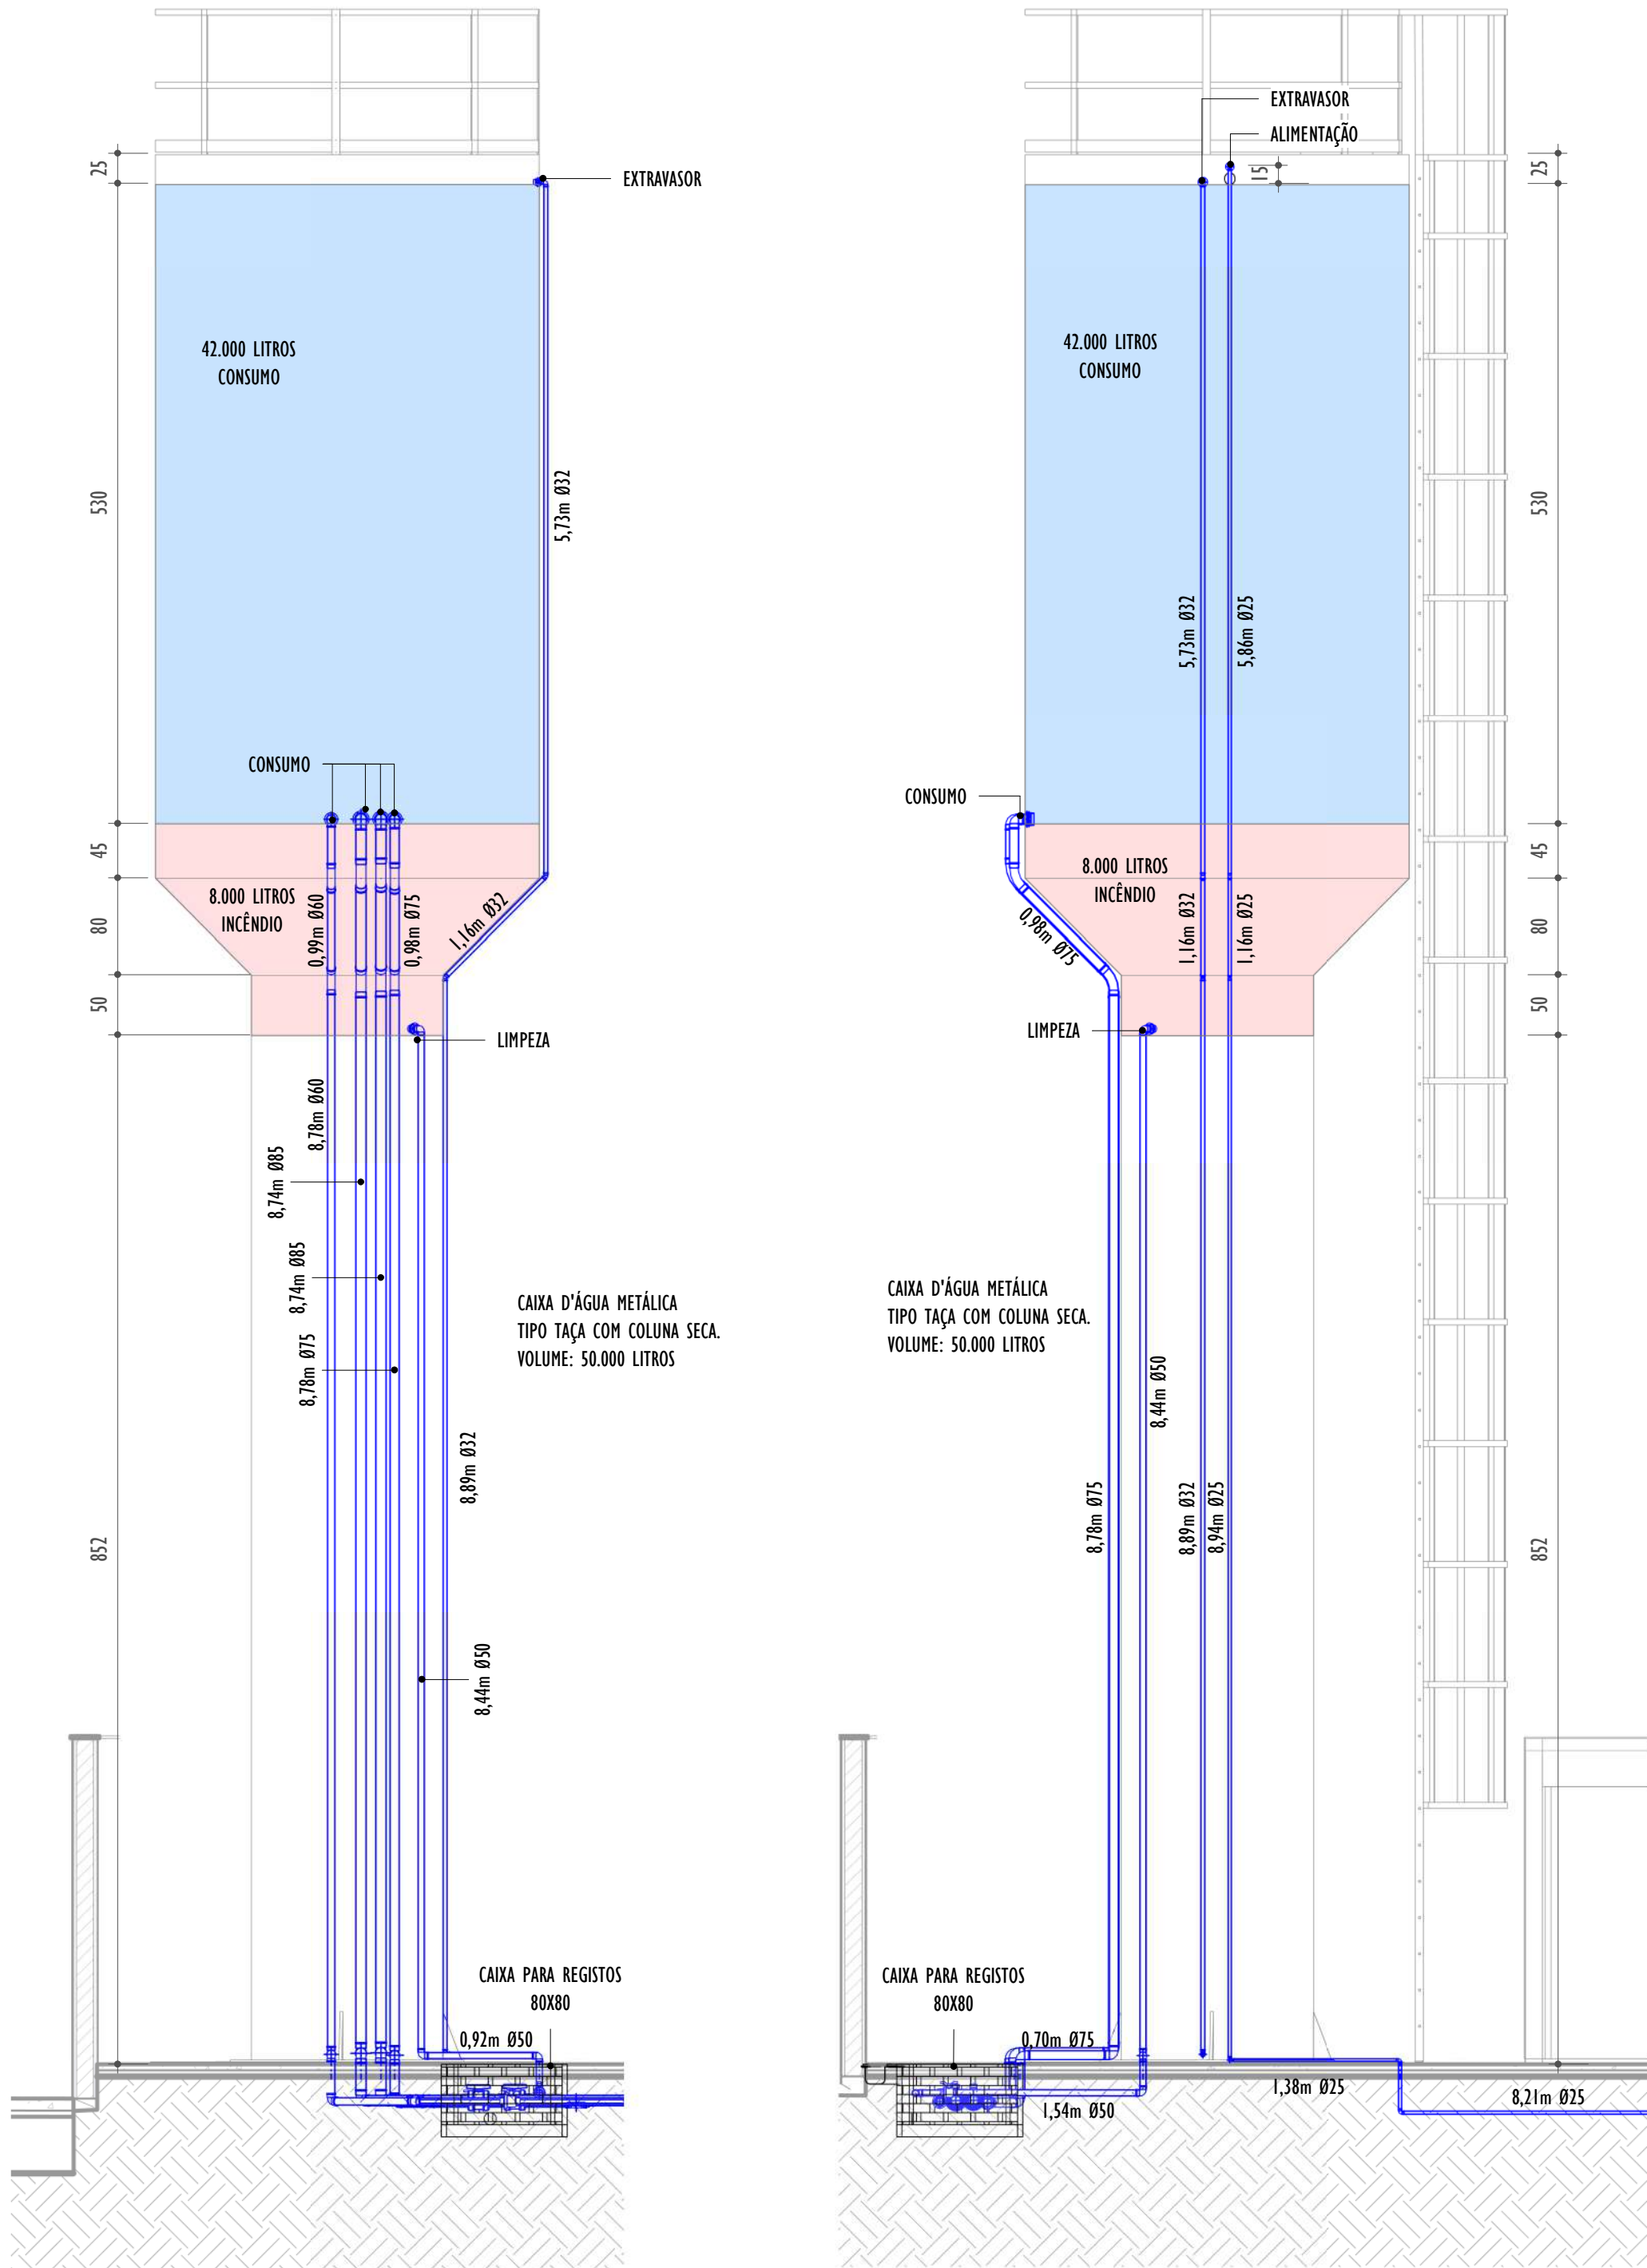 25
EXTRAVASOR
42.000 LITROS
CONSUMO
530
5,73m Ø32
CONSUMO
45
8.000 LITROS
INCÊNDIO
80
0,99m Ø60
0,98m Ø75
1,16m Ø32
50
LIMPEZA
8,78m Ø60
8,74m Ø85
8,74m Ø85
8,78m Ø75
CAIXA D'ÁGUA METÁLICA
TIPO TAÇA COM COLUNA SECA.
VOLUME: 50.000 LITROS
8,89m Ø32
852
8,44m Ø50
CAIXA PARA REGISTOS
80X80
0,92m Ø50
EXTRAVASOR
ALIMENTAÇÃO
15
25
42.000 LITROS
CONSUMO
530
5,73m Ø32
5,86m Ø25
CONSUMO
45
8.000 LITROS
INCÊNDIO
80
0,98m Ø75
1,16m Ø32
1,16m Ø25
50
LIMPEZA
CAIXA D'ÁGUA METÁLICA
TIPO TAÇA COM COLUNA SECA.
VOLUME: 50.000 LITROS
8,44m Ø50
8,78m Ø75
8,89m Ø32
8,94m Ø25
852
CAIXA PARA REGISTOS
80X80
0,70m Ø75
1,54m Ø50
1,38m Ø25
8,21m Ø25